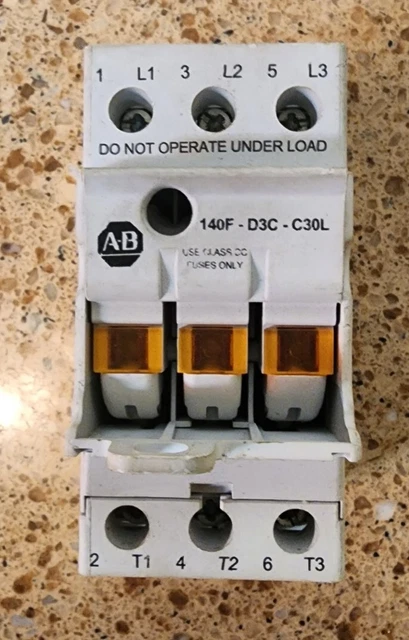 1 L1 3 L2 5 L3
DO NOT OPERATE UNDER LOAD
AB
140F - D3C - C30L
USE CLASS CC
FUSES ONLY
2 T1 4 T2 6 T3